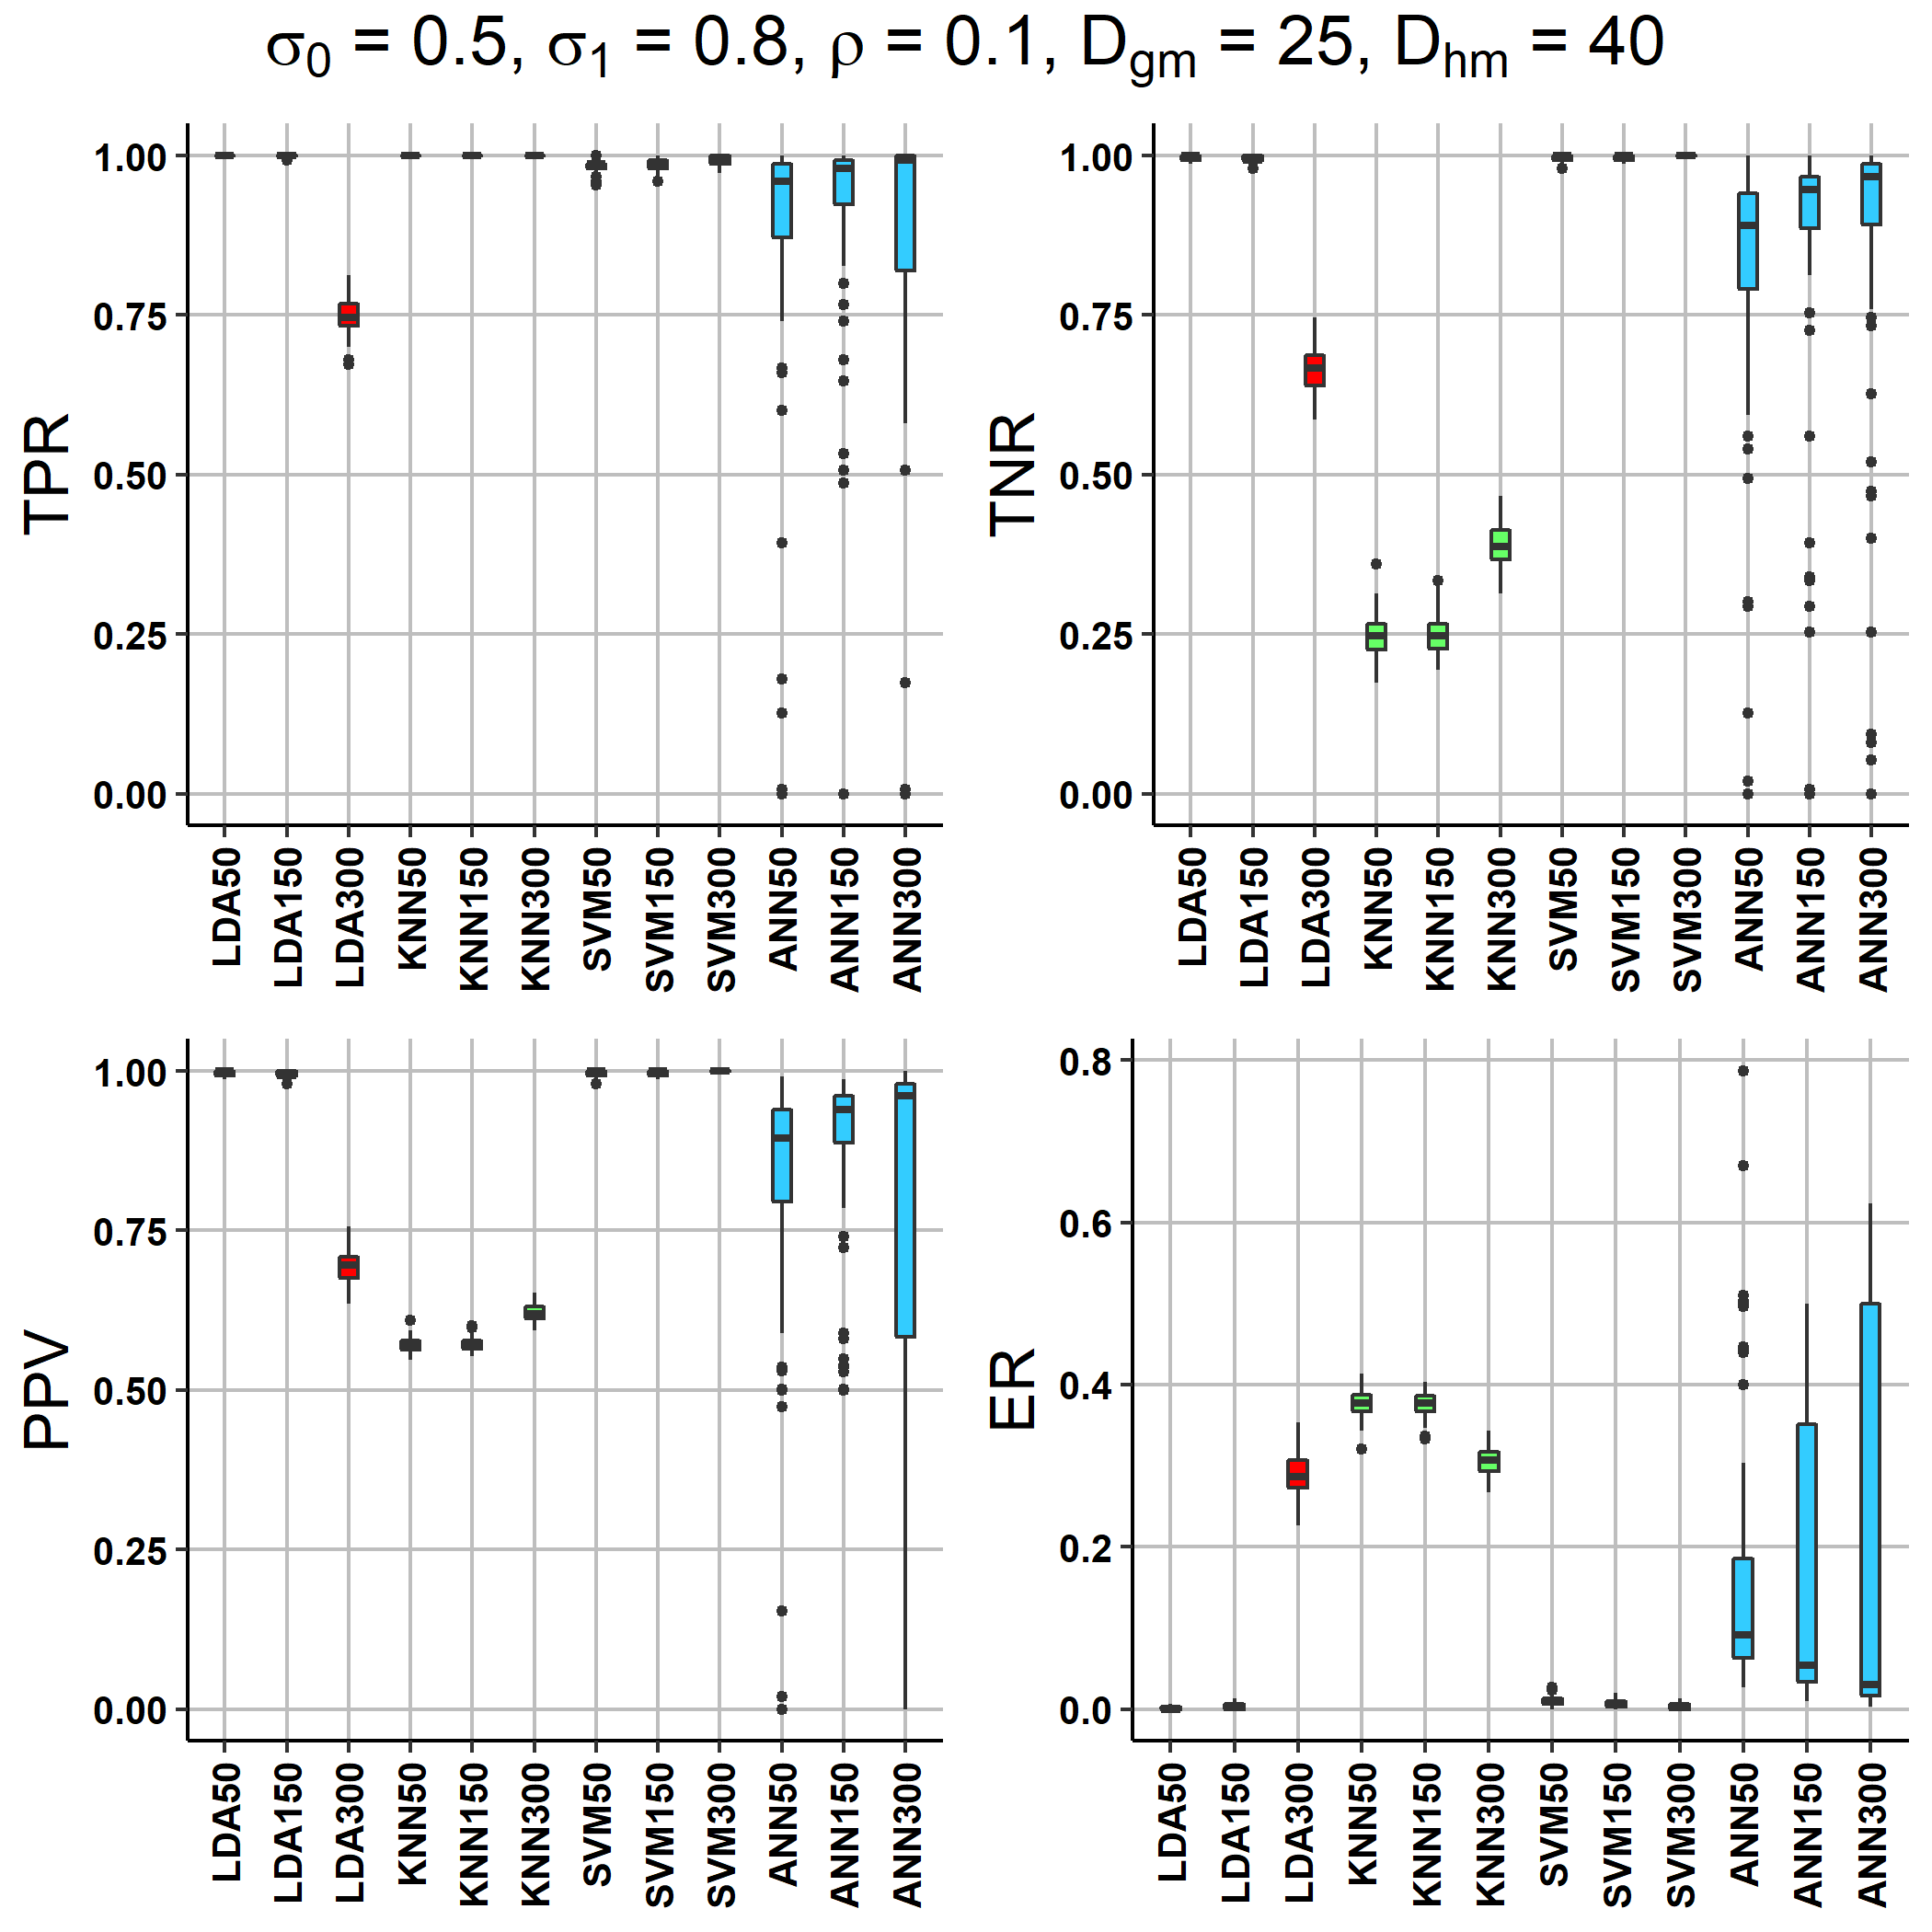 σ0 = 0.5, σ1 = 0.8, ρ = 0.1, Dgm = 25, Dhm = 40
TPR
1.00
0.75
0.50
0.25
0.00
LDA50
LDA150
LDA300
KNN50
KNN150
KNN300
SVM50
SVM150
SVM300
ANN50
ANN150
ANN300
TNR
1.00
0.75
0.50
0.25
0.00
LDA50
LDA150
LDA300
KNN50
KNN150
KNN300
SVM50
SVM150
SVM300
ANN50
ANN150
ANN300
PPV
1.00
0.75
0.50
0.25
0.00
LDA50
LDA150
LDA300
KNN50
KNN150
KNN300
SVM50
SVM150
SVM300
ANN50
ANN150
ANN300
ER
0.8
0.6
0.4
0.2
0.0
LDA50
LDA150
LDA300
KNN50
KNN150
KNN300
SVM50
SVM150
SVM300
ANN50
ANN150
ANN300